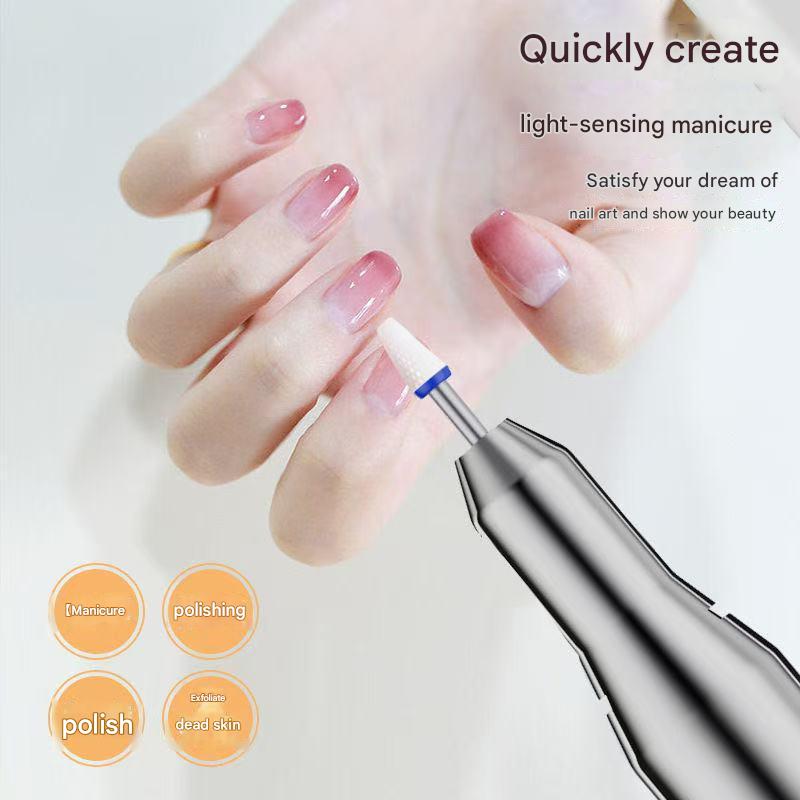 Quickly create
light-sensing manicure
Satisfy your dream of
nail art and show your beauty
【Manicure
polishing
polish
Exfoliate
dead skin